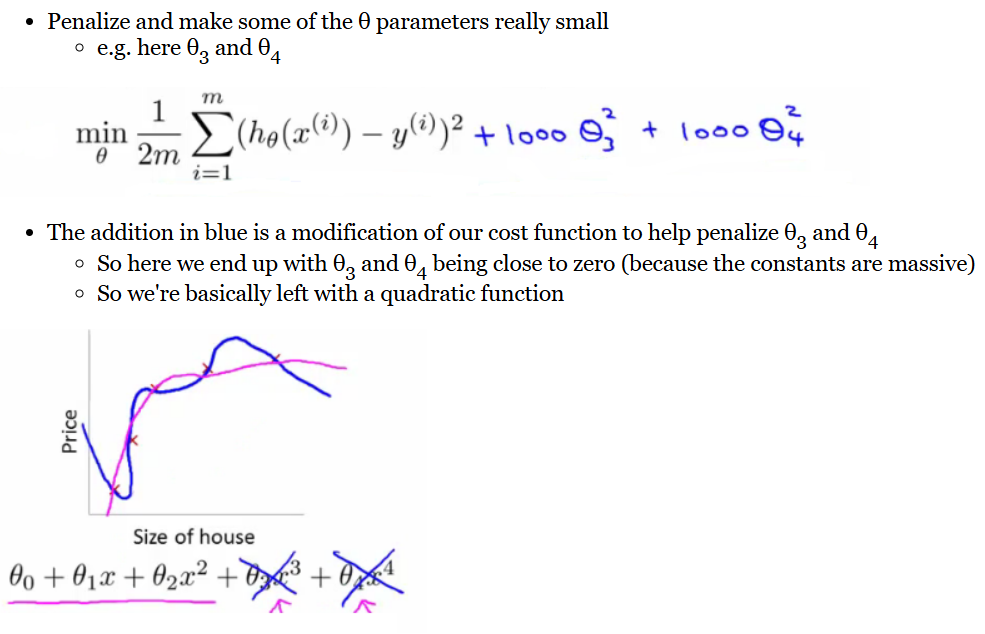 • Penalize and make some of the θ parameters really small
◦ e.g. here θ₃ and θ₄
min_θ 1/2m ∑_{i=1}^{m} (h_θ(x^{(i)}) − y^{(i)})² + 1000 θ₃² + 1000 θ₄²
• The addition in blue is a modification of our cost function to help penalize θ₃ and θ₄
◦ So here we end up with θ₃ and θ₄ being close to zero (because the constants are massive)
◦ So we're basically left with a quadratic function
Price
Size of house
θ₀ + θ₁x + θ₂x² + θ₃x³ + θ₄x⁴